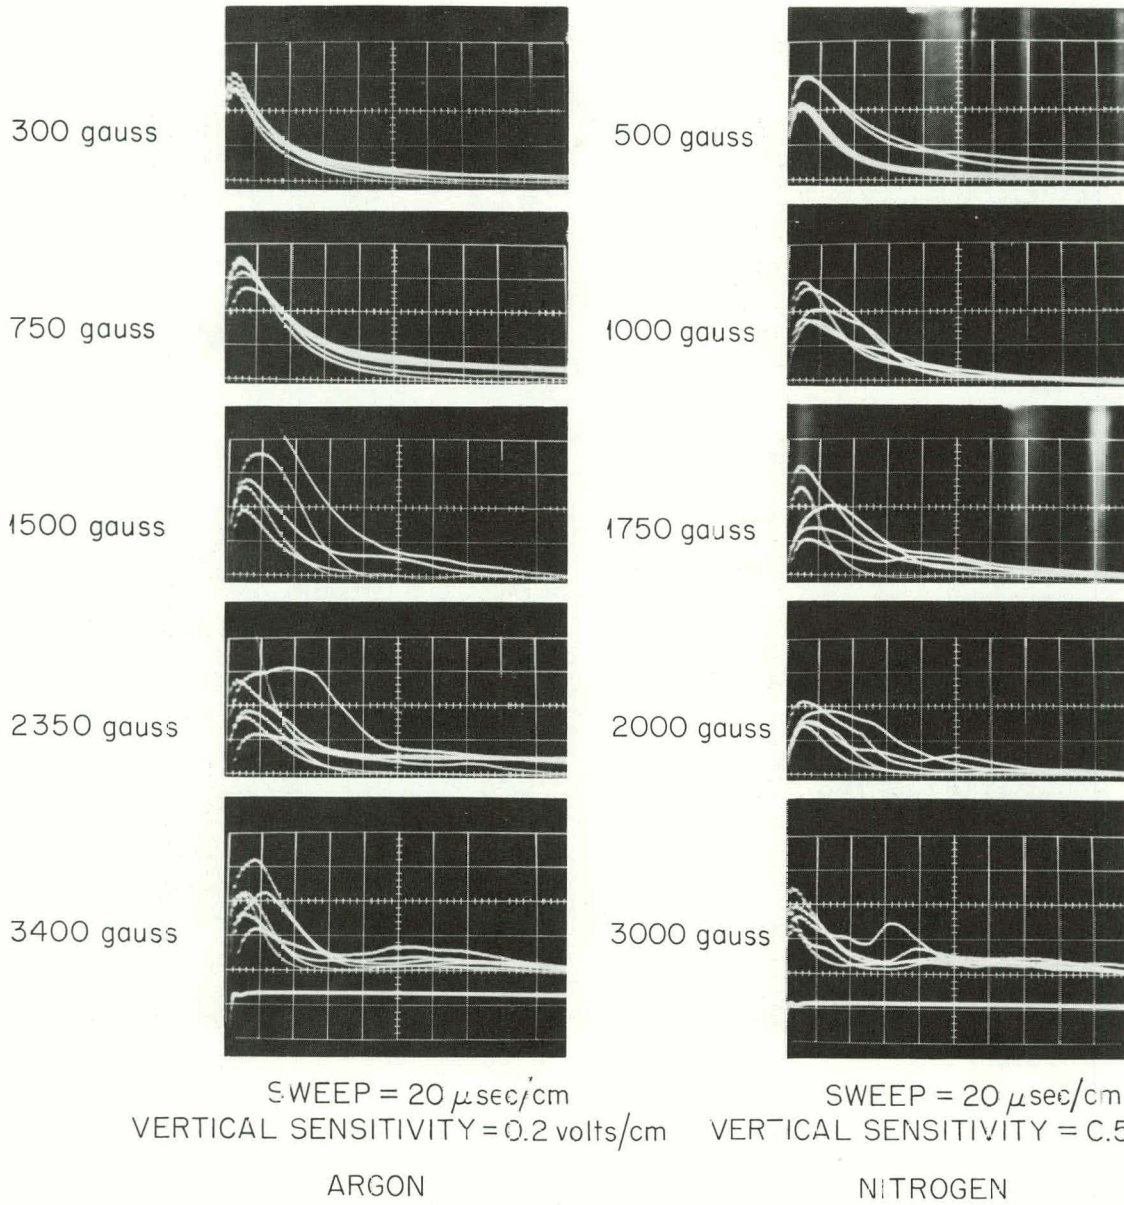 300 gauss
750 gauss
1500 gauss
2350 gauss
3400 gauss
SWEEP = 20 μsec/cm
VERTICAL SENSITIVITY = 0.2 volts/cm
ARGON
500 gauss
1000 gauss
1750 gauss
2000 gauss
3000 gauss
SWEEP = 20 μsec/cm
VERTICAL SENSITIVITY =
NITROGEN